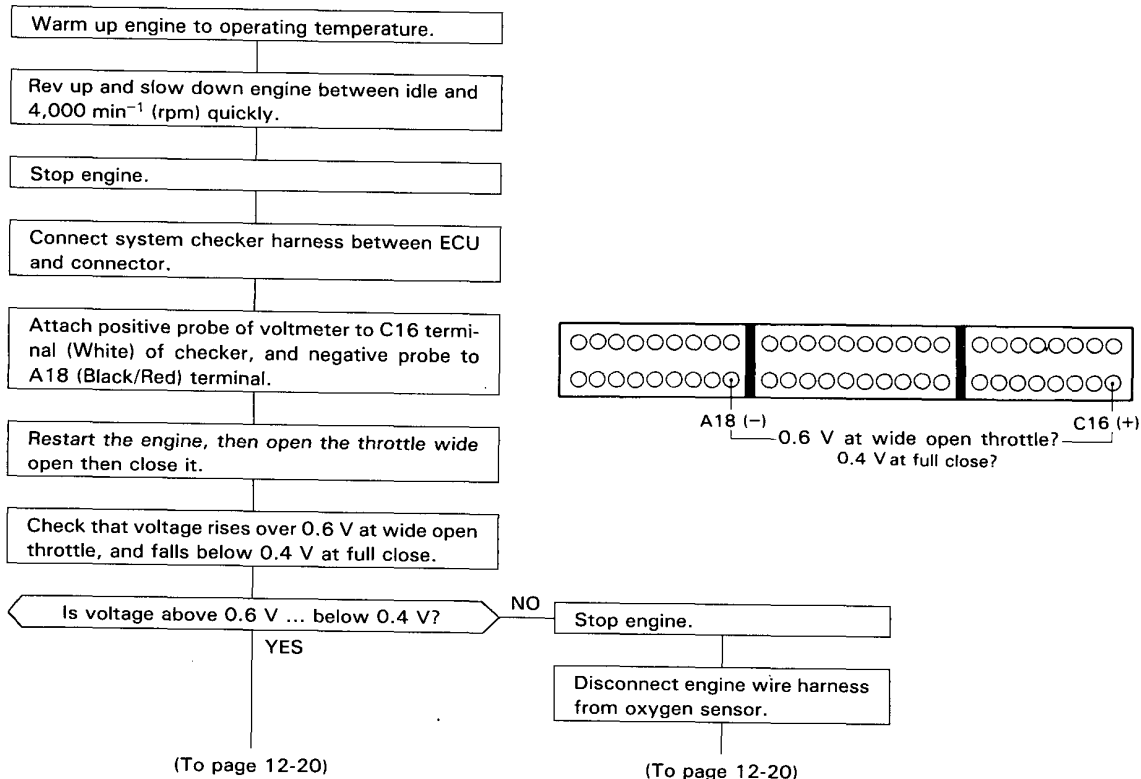 Warm up engine to operating temperature.
Rev up and slow down engine between idle and
4,000 min⁻¹ (rpm) quickly.
Stop engine.
Connect system checker harness between ECU
and connector.
Attach positive probe of voltmeter to C16 termi-
nal (White) of checker, and negative probe to
A18 (Black/Red) terminal.
Restart the engine, then open the throttle wide
open then close it.
Check that voltage rises over 0.6 V at wide open
throttle, and falls below 0.4 V at full close.
Is voltage above 0.6 V ... below 0.4 V?
NO
YES
Stop engine.
Disconnect engine wire harness
from oxygen sensor.
(To page 12-20)
(To page 12-20)
A18 (−)
C16 (+)
0.6 V at wide open throttle?
0.4 V at full close?